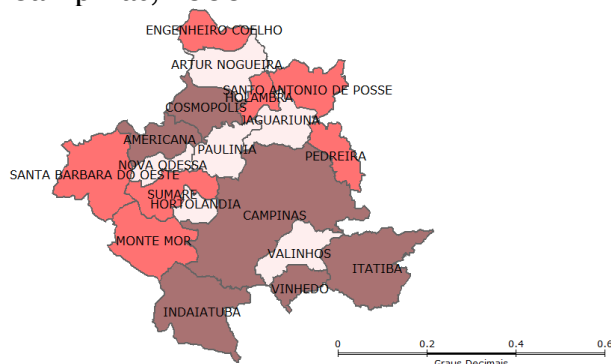 ENGENHEIRO COELHO
ARTUR NOGUEIRA
SANTO ANTONIO DE POSSE
HOLAMBRA
COSMOPOLIS
JAGUARIUNA
AMERICANA
PAULINIA
PEDREIRA
NOVA ODESSA
SANTA BARBARA DO OESTE
SUMARE
HORTOLANDIA
CAMPINAS
MONTE MOR
VALINHOS
ITATIBA
VINHEDO
INDAIATUBA
0 0.2 0.4 0.6
Graus Decimais